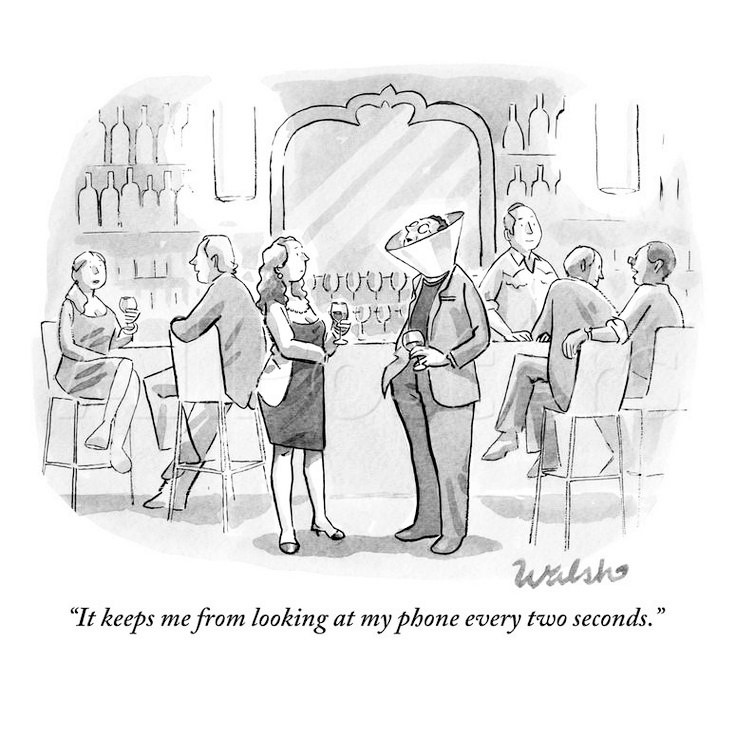 Walsh
“It keeps me from looking at my phone every two seconds.”